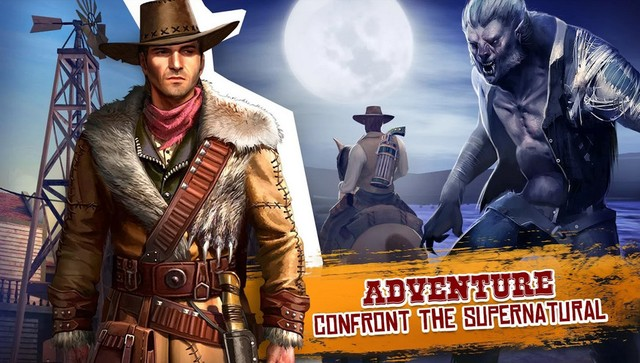 ADVENTURE
CONFRONT THE SUPERNATURAL